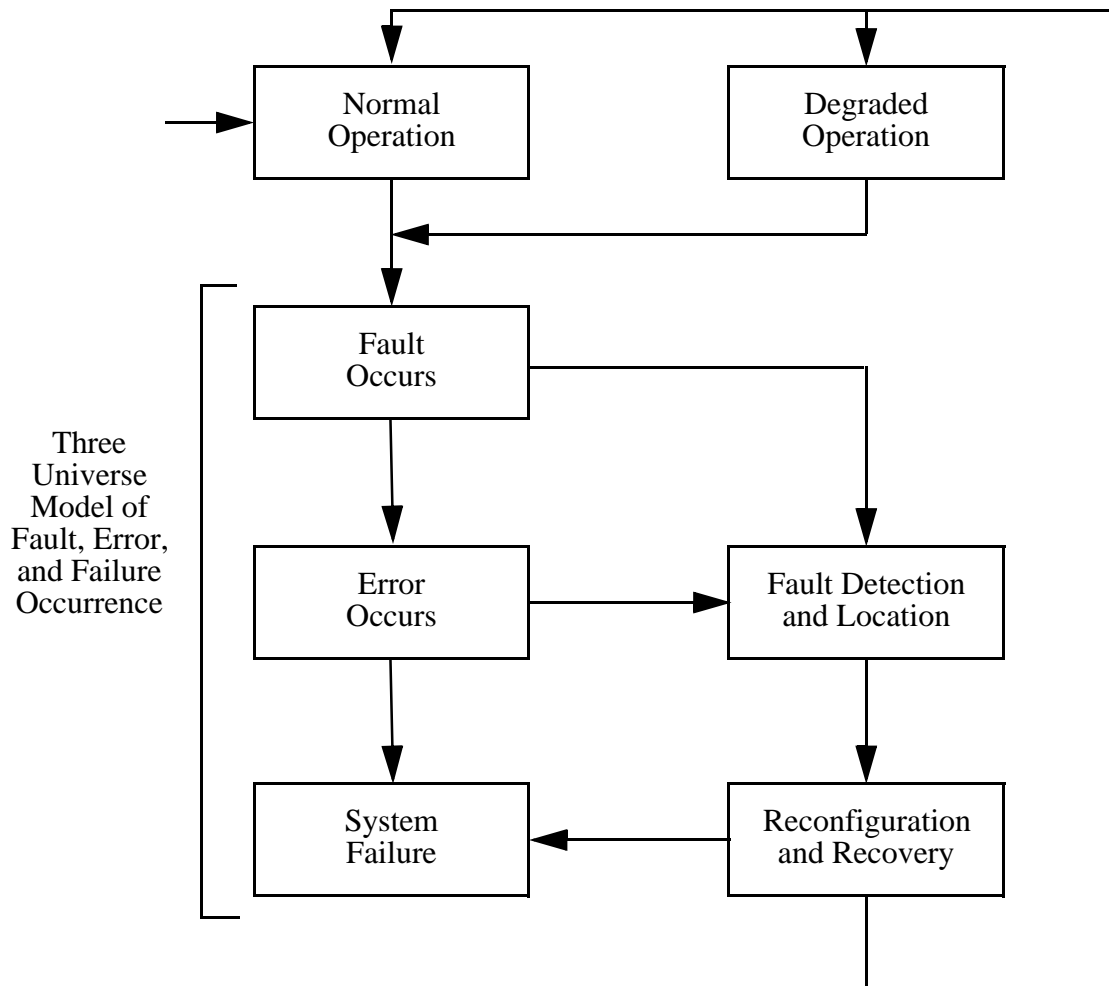 Normal
Operation
Degraded
Operation
Fault
Occurs
Three
Universe
Model of
Fault, Error,
and Failure
Occurrence
Error
Occurs
Fault Detection
and Location
System
Failure
Reconfiguration
and Recovery